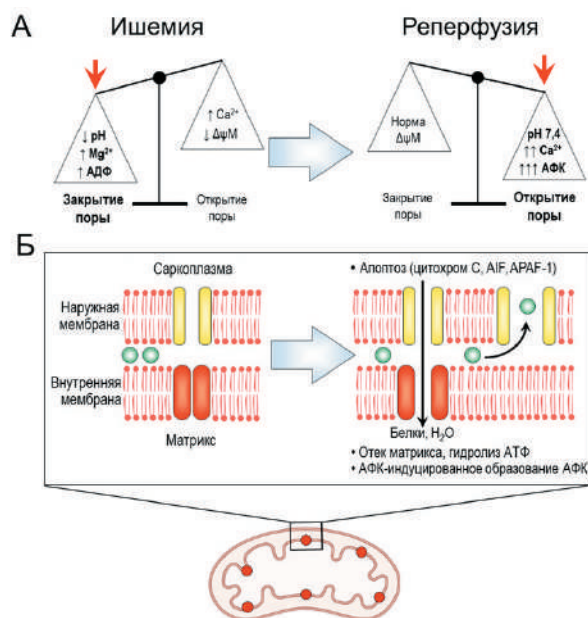 А
Ишемия
Реперфузия
↓ pH
↑ Mg²⁺
↑ АДФ
↑ Ca²⁺
↓ ΔψM
Закрытие
поры
Открытие
поры
Норма
ΔψM
pH 7,4
↑↑ Ca²⁺
↑↑↑ АФК
Закрытие
поры
Открытие
поры
Б
Саркоплазма
Наружная
мембрана
Внутренняя
мембрана
Матрикс
• Апоптоз (цитохром C, AIF, APAF-1)
Белки, H₂O
• Отек матрикса, гидролиз АТФ
• АФК-индуцированное образование АФК